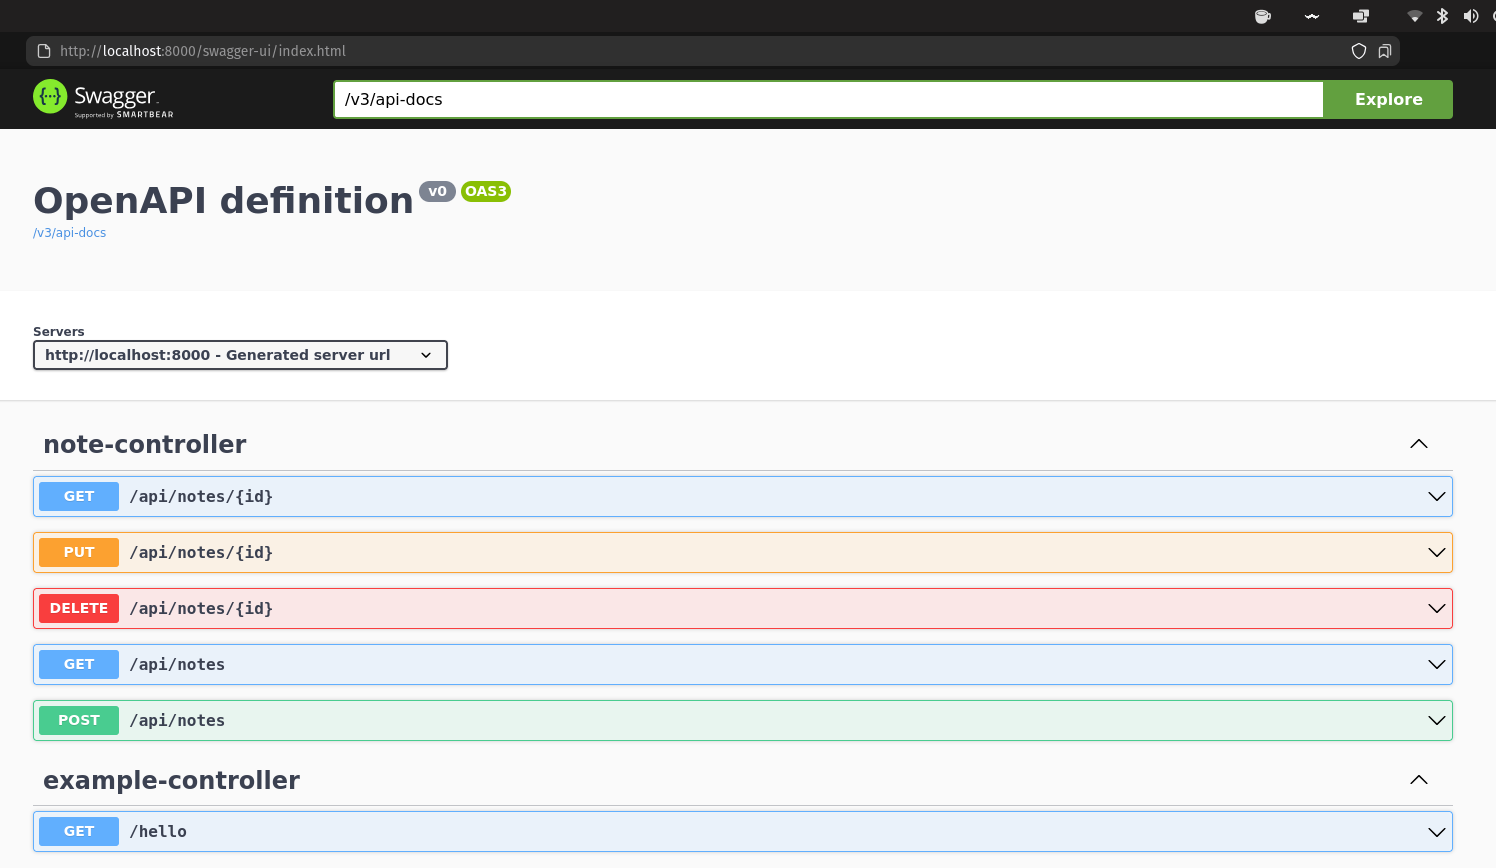 http://localhost:8000/swagger-ui/index.html
{···} Swagger.
Supported by SMARTBEAR
/v3/api-docs
Explore
OpenAPI definition v0 OAS3
/v3/api-docs
Servers
http://localhost:8000 - Generated server url
note-controller
GET /api/notes/{id}
PUT /api/notes/{id}
DELETE /api/notes/{id}
GET /api/notes
POST /api/notes
example-controller
GET /hello